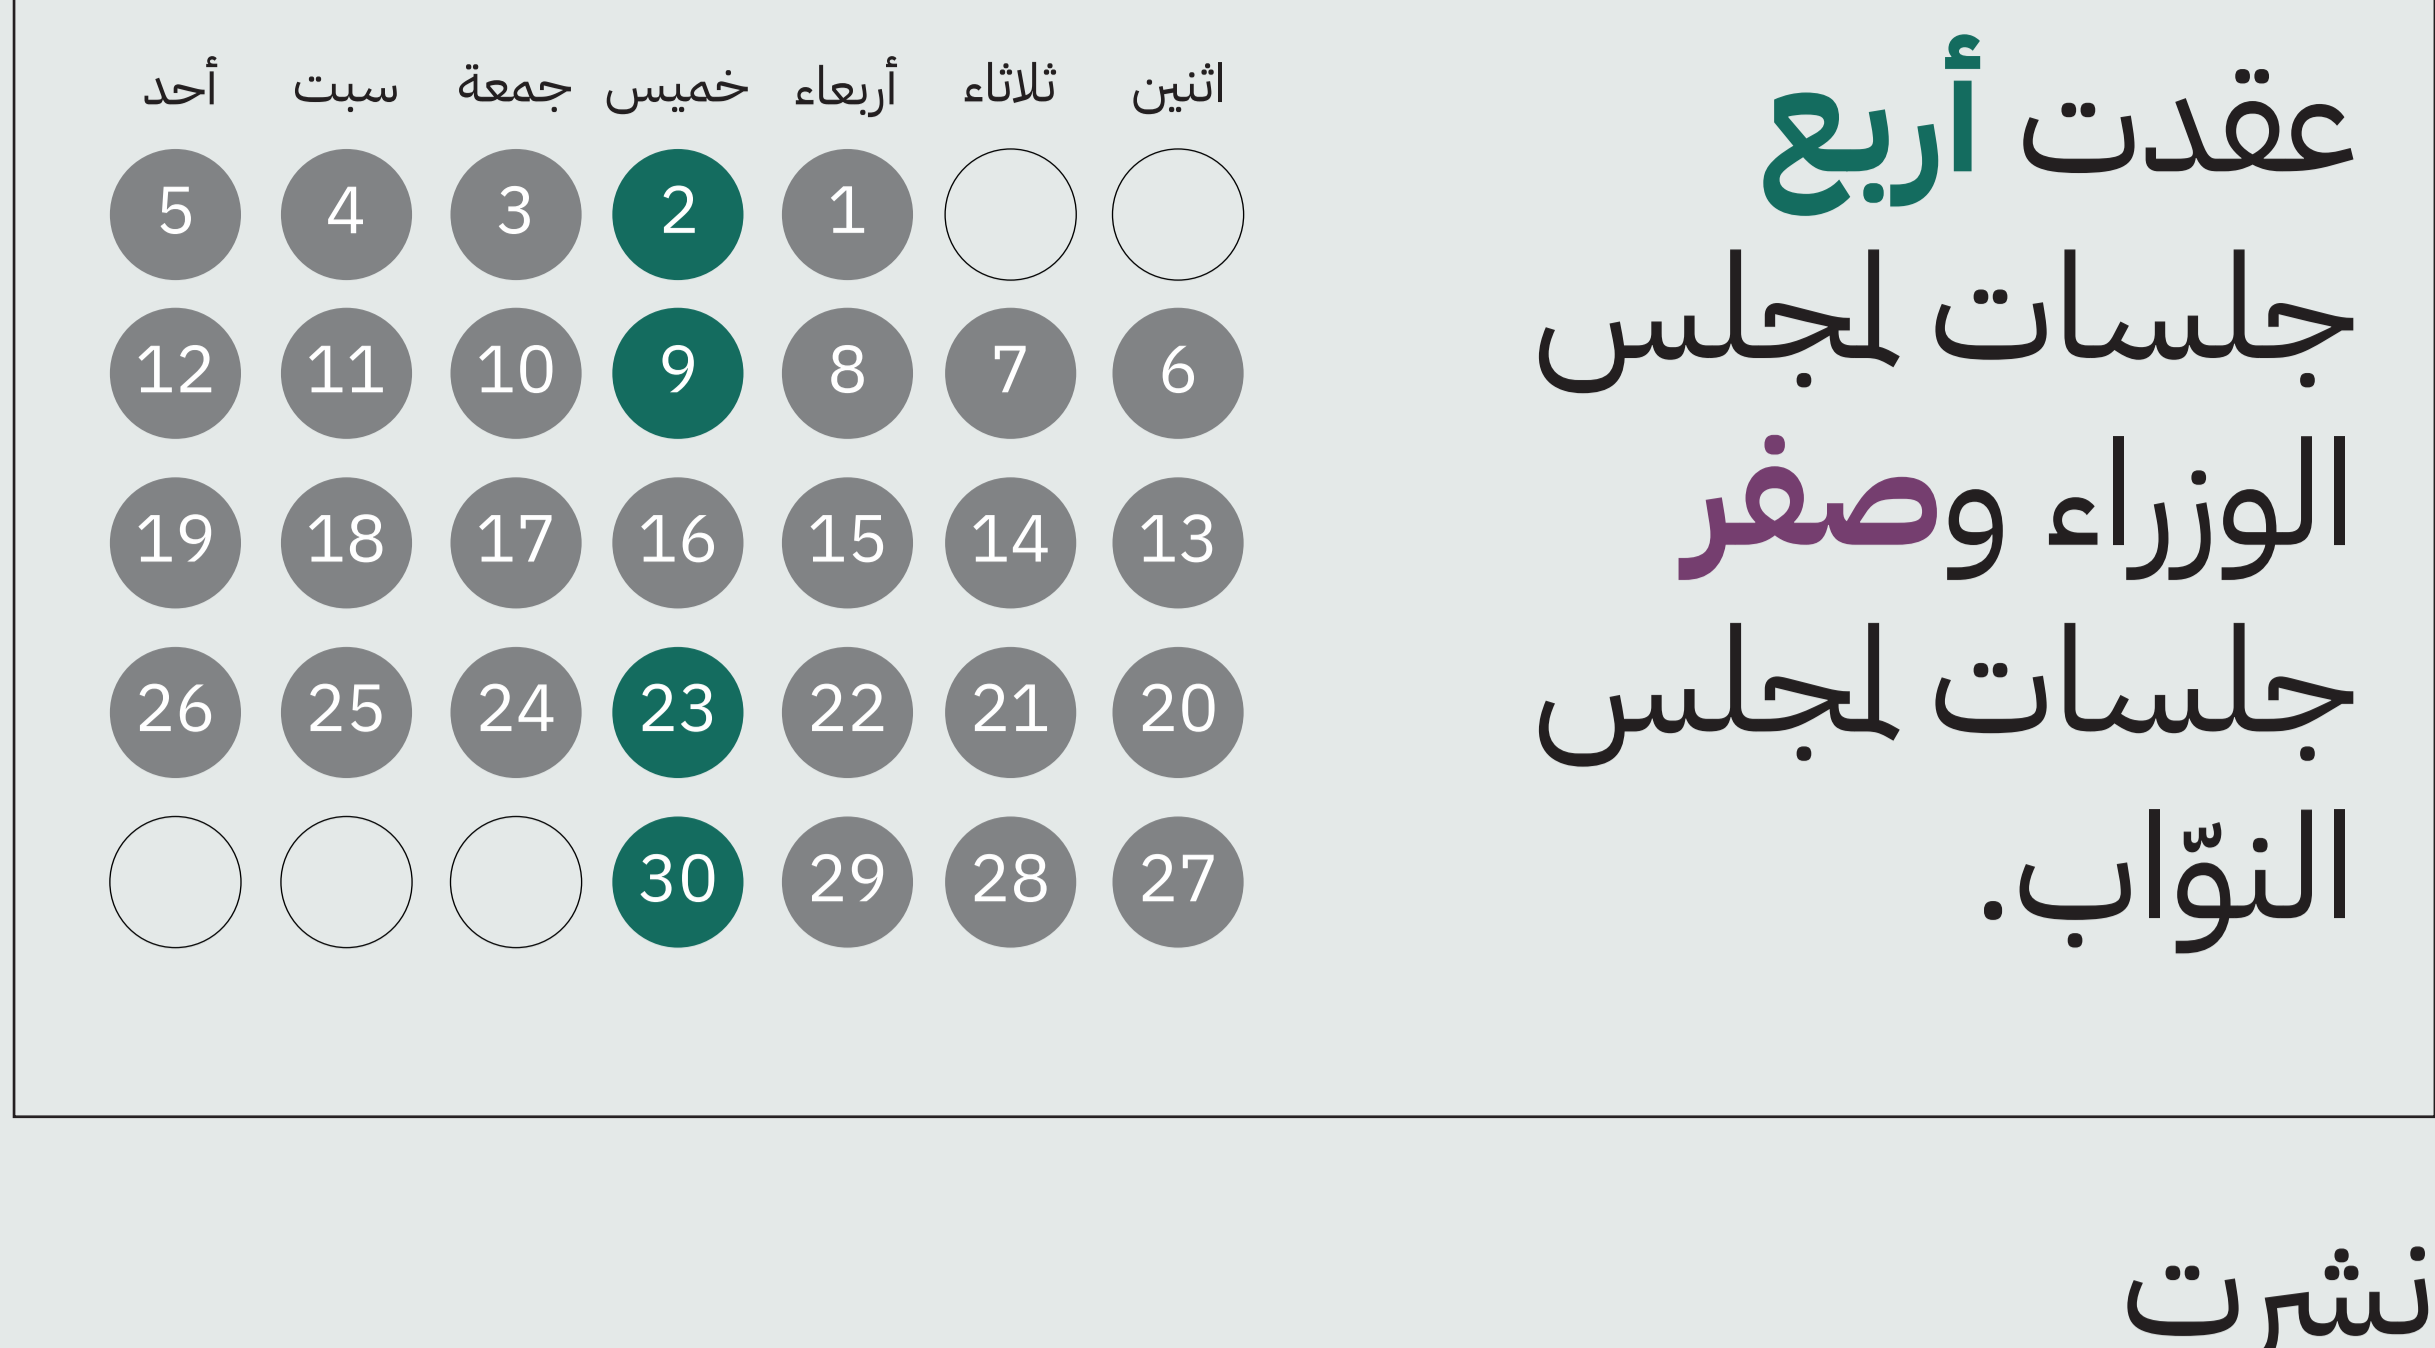 عقدت أربع
جلسات لمجلس
الوزراء وصفر
جلسات لمجلس
النوّاب.
اثنين ثلاثاء أربعاء خميس جمعة سبت أحد
1 2 3 4 5
6 7 8 9 10 11 12
13 14 15 16 17 18 19
20 21 22 23 24 25 26
27 28 29 30
نشرت